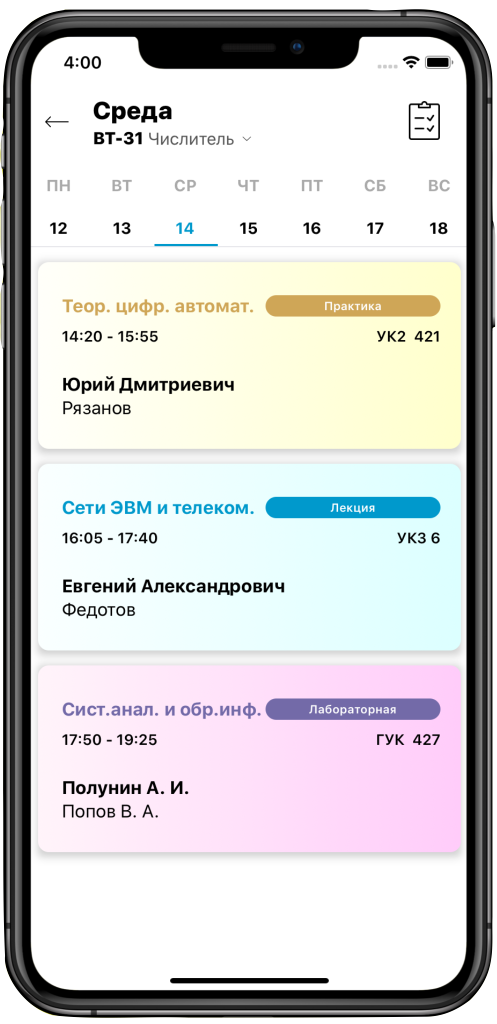 4:00
Среда
ВТ-31 Числитель
ПН ВТ СР ЧТ ПТ СБ ВС
12 13 14 15 16 17 18
Теор. цифр. автомат. Практика
14:20 - 15:55 УК2 421
Юрий Дмитриевич
Рязанов
Сети ЭВМ и телеком. Лекция
16:05 - 17:40 УК3 6
Евгений Александрович
Федотов
Сист.анал. и обр.инф. Лабораторная
17:50 - 19:25 ГУК 427
Полунин А. И.
Попов В. А.